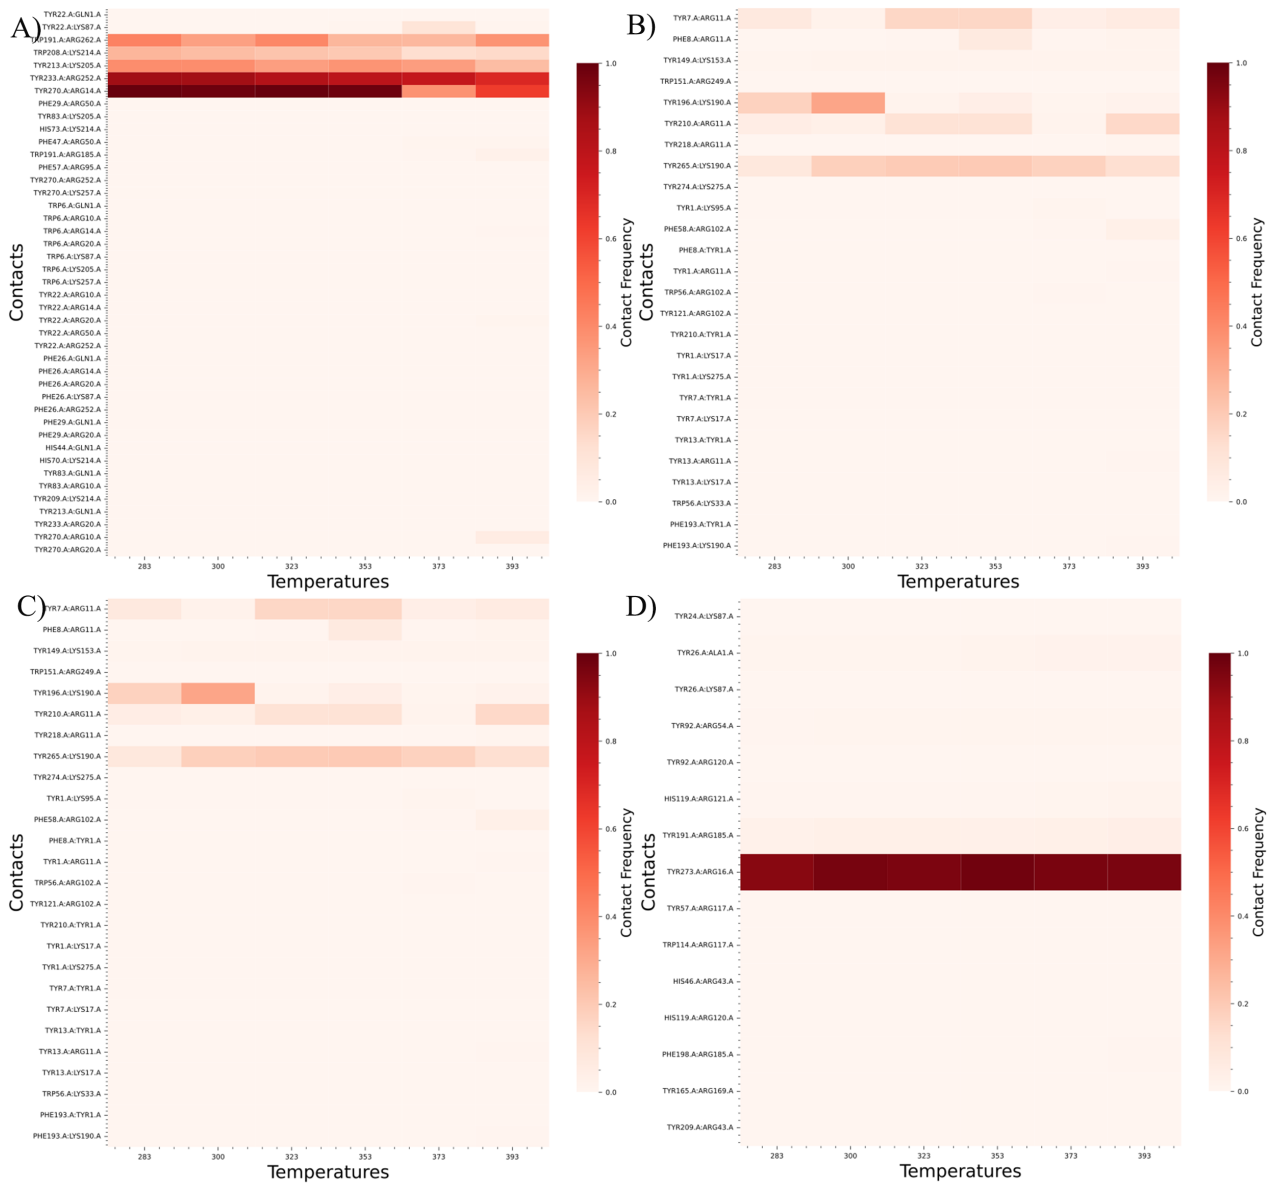 A)
TYR22.A:GLN1.A
TYR22.A:LYS87.A
TRP191.A:ARG262.A
TRP208.A:LYS214.A
TYR213.A:LYS205.A
TYR233.A:ARG252.A
TYR270.A:ARG14.A
PHE29.A:ARG50.A
TYR83.A:LYS205.A
HIS73.A:LYS214.A
PHE47.A:ARG50.A
TRP191.A:ARG185.A
PHE57.A:ARG95.A
TYR270.A:ARG252.A
TYR270.A:LYS257.A
TRP6.A:GLN1.A
TRP6.A:ARG10.A
TRP6.A:ARG14.A
TRP6.A:ARG20.A
TRP6.A:LYS87.A
TRP6.A:LYS205.A
TRP6.A:LYS257.A
TYR22.A:ARG10.A
TYR22.A:ARG14.A
TYR22.A:ARG20.A
TYR22.A:ARG50.A
TYR22.A:ARG252.A
PHE26.A:GLN1.A
PHE26.A:ARG14.A
PHE26.A:ARG20.A
PHE26.A:LYS87.A
PHE26.A:ARG252.A
PHE29.A:GLN1.A
PHE29.A:ARG20.A
HIS44.A:GLN1.A
HIS70.A:LYS214.A
TYR83.A:GLN1.A
TYR83.A:ARG10.A
TYR209.A:LYS214.A
TYR213.A:GLN1.A
TYR233.A:ARG20.A
TYR270.A:ARG10.A
TYR270.A:ARG20.A
Contacts
283 300 323 353 373 393
Temperatures
1.0
0.8
0.6
0.4
0.2
0.0
Contact Frequency
B)
TYR7.A:ARG11.A
PHE8.A:ARG11.A
TYR149.A:LYS153.A
TRP151.A:ARG249.A
TYR196.A:LYS190.A
TYR210.A:ARG11.A
TYR218.A:ARG11.A
TYR265.A:LYS190.A
TYR274.A:LYS275.A
TYR1.A:LYS95.A
PHE58.A:ARG102.A
PHE8.A:TYR1.A
TYR1.A:ARG11.A
TRP56.A:ARG102.A
TYR121.A:ARG102.A
TYR210.A:TYR1.A
TYR1.A:LYS17.A
TYR1.A:LYS275.A
TYR7.A:TYR1.A
TYR7.A:LYS17.A
TYR13.A:TYR1.A
TYR13.A:ARG11.A
TYR13.A:LYS17.A
TRP56.A:LYS33.A
PHE193.A:TYR1.A
PHE193.A:LYS190.A
Contacts
283 300 323 353 373 393
Temperatures
1.0
0.8
0.6
0.4
0.2
0.0
Contact Frequency
C)
TYR7.A:ARG11.A
PHE8.A:ARG11.A
TYR149.A:LYS153.A
TRP151.A:ARG249.A
TYR196.A:LYS190.A
TYR210.A:ARG11.A
TYR218.A:ARG11.A
TYR265.A:LYS190.A
TYR274.A:LYS275.A
TYR1.A:LYS95.A
PHE58.A:ARG102.A
PHE8.A:TYR1.A
TYR1.A:ARG11.A
TRP56.A:ARG102.A
TYR121.A:ARG102.A
TYR210.A:TYR1.A
TYR1.A:LYS17.A
TYR1.A:LYS275.A
TYR7.A:TYR1.A
TYR7.A:LYS17.A
TYR13.A:TYR1.A
TYR13.A:ARG11.A
TYR13.A:LYS17.A
TRP56.A:LYS33.A
PHE193.A:TYR1.A
PHE193.A:LYS190.A
Contacts
283 300 323 353 373 393
Temperatures
1.0
0.8
0.6
0.4
0.2
0.0
Contact Frequency
D)
TYR24.A:LYS87.A
TYR26.A:ALA1.A
TYR26.A:LYS87.A
TYR92.A:ARG54.A
TYR92.A:ARG120.A
HIS119.A:ARG121.A
TYR191.A:ARG185.A
TYR273.A:ARG16.A
TYR57.A:ARG117.A
TRP114.A:ARG117.A
HIS46.A:ARG43.A
HIS119.A:ARG120.A
PHE198.A:ARG185.A
TYR165.A:ARG169.A
TYR209.A:ARG43.A
Contacts
283 300 323 353 373 393
Temperatures
1.0
0.8
0.6
0.4
0.2
0.0
Contact Frequency